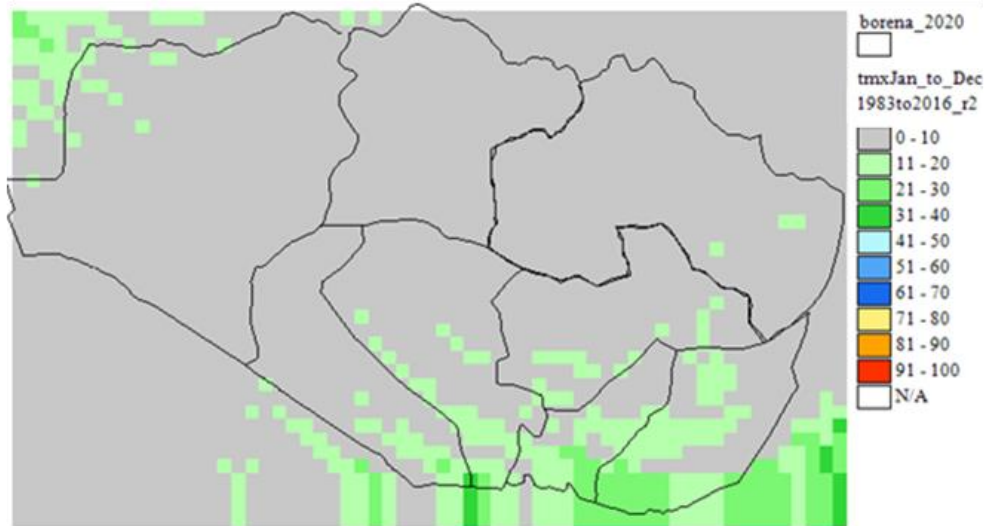 borena_2020
tmxJan_to_Dec
1983to2016_r2
0 - 10
11 - 20
21 - 30
31 - 40
41 - 50
51 - 60
61 - 70
71 - 80
81 - 90
91 - 100
N/A